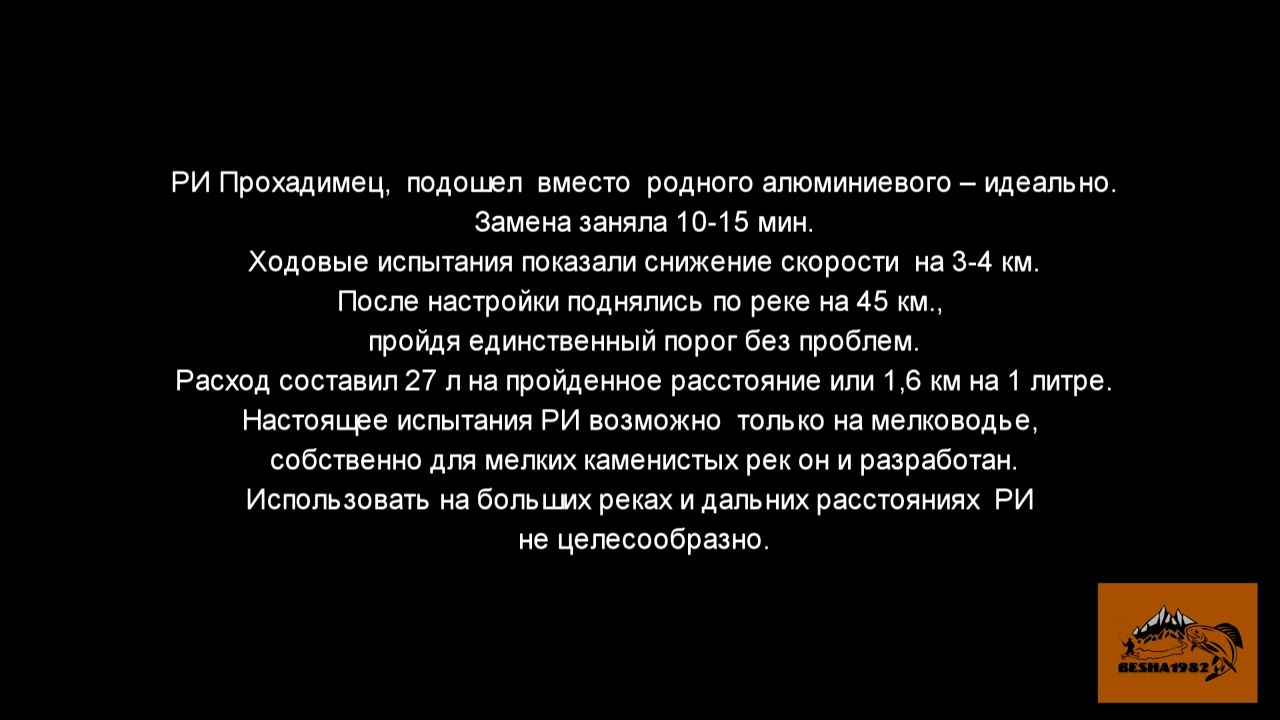 РИ Прохадимец, подошел вместо родного алюминиевого – идеально.
Замена заняла 10-15 мин.
Ходовые испытания показали снижение скорости на 3-4 км.
После настройки поднялись по реке на 45 км.,
пройдя единственный порог без проблем.
Расход составил 27 л на пройденное расстояние или 1,6 км на 1 литре.
Настоящее испытания РИ возможно только на мелководье,
собственно для мелких каменистых рек он и разработан.
Использовать на больших реках и дальних расстояниях РИ
не целесообразно.
BESHA1982